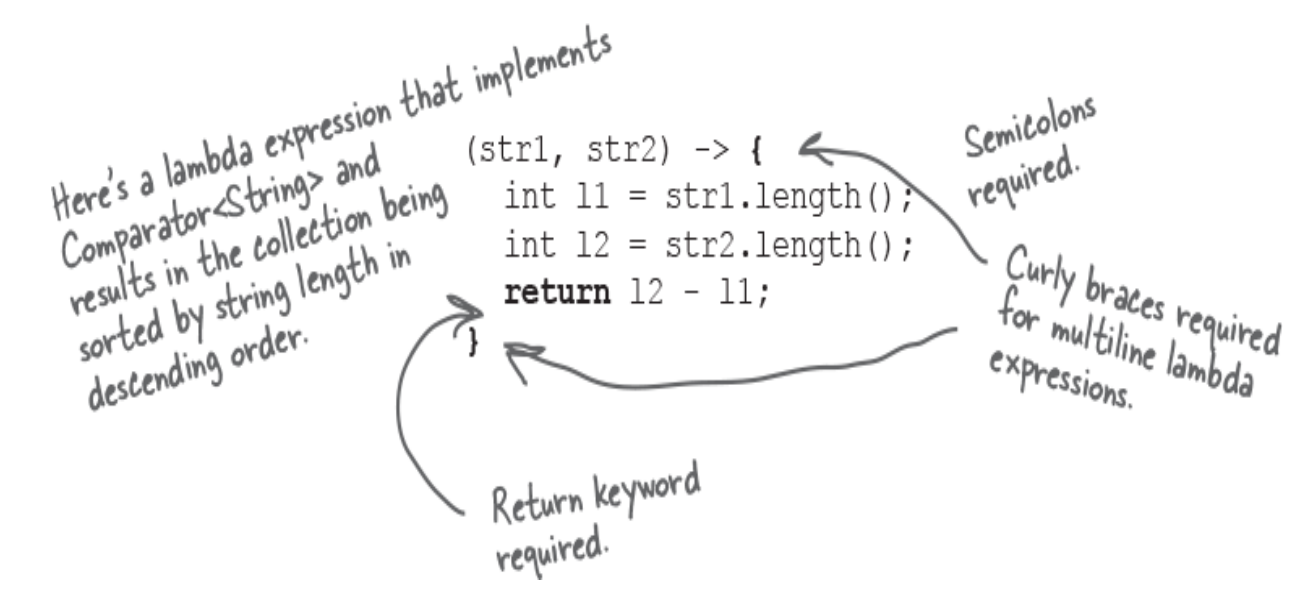 Here's a lambda expression that implements
Comparator<String> and
results in the collection being
sorted by string length in
descending order.
(str1, str2) -> {
int l1 = str1.length();
int l2 = str2.length();
return l2 - l1;
}
Semicolons
required.
Curly braces required
for multiline lambda
expressions.
Return keyword
required.